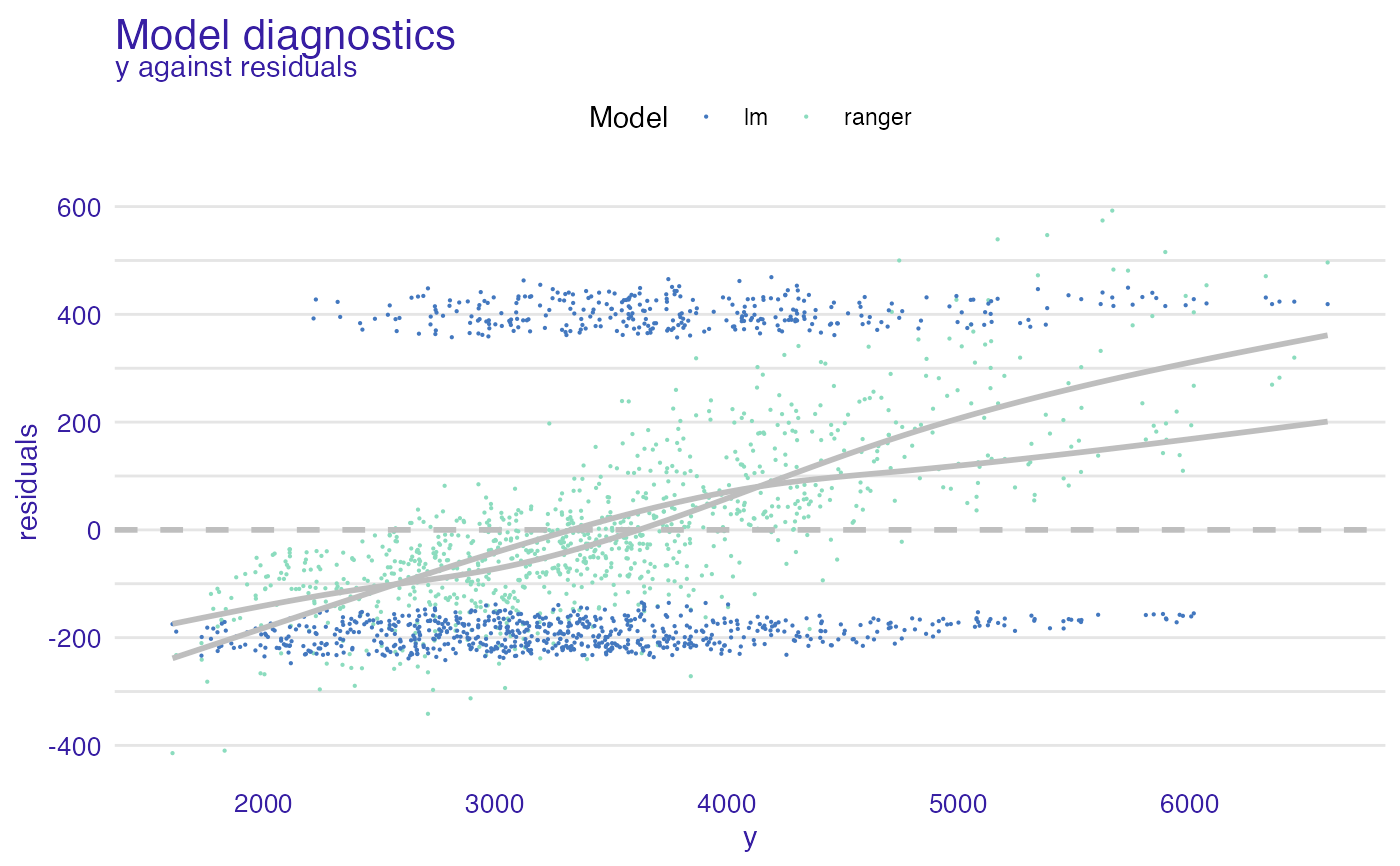 Model diagnostics
y against residuals
Model lm ranger
600
400
200
0
-200
-400
residuals
2000 3000 4000 5000 6000
y